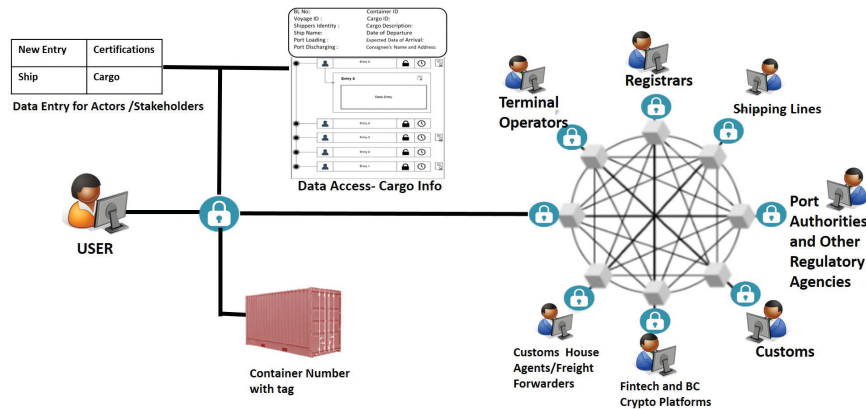 BL No:
Container ID
Voyage ID :
Cargo ID:
Shippers Identity :
Cargo Description:
Ship Name:
Date of Departure
Port Loading :
Expected Date of Arrival:
Port Discharging :
Consignee's Name and Address:
New Entry
Certifications
Ship
Cargo
Data Entry for Actors /Stakeholders
Entry 6
Data Entry
Data Access- Cargo Info
USER
Container Number
with tag
Registrars
Terminal
Operators
Shipping Lines
Port
Authorities
and Other
Regulatory
Agencies
Customs
Customs House
Agents/Freight
Forwarders
Fintech and BC
Crypto Platforms